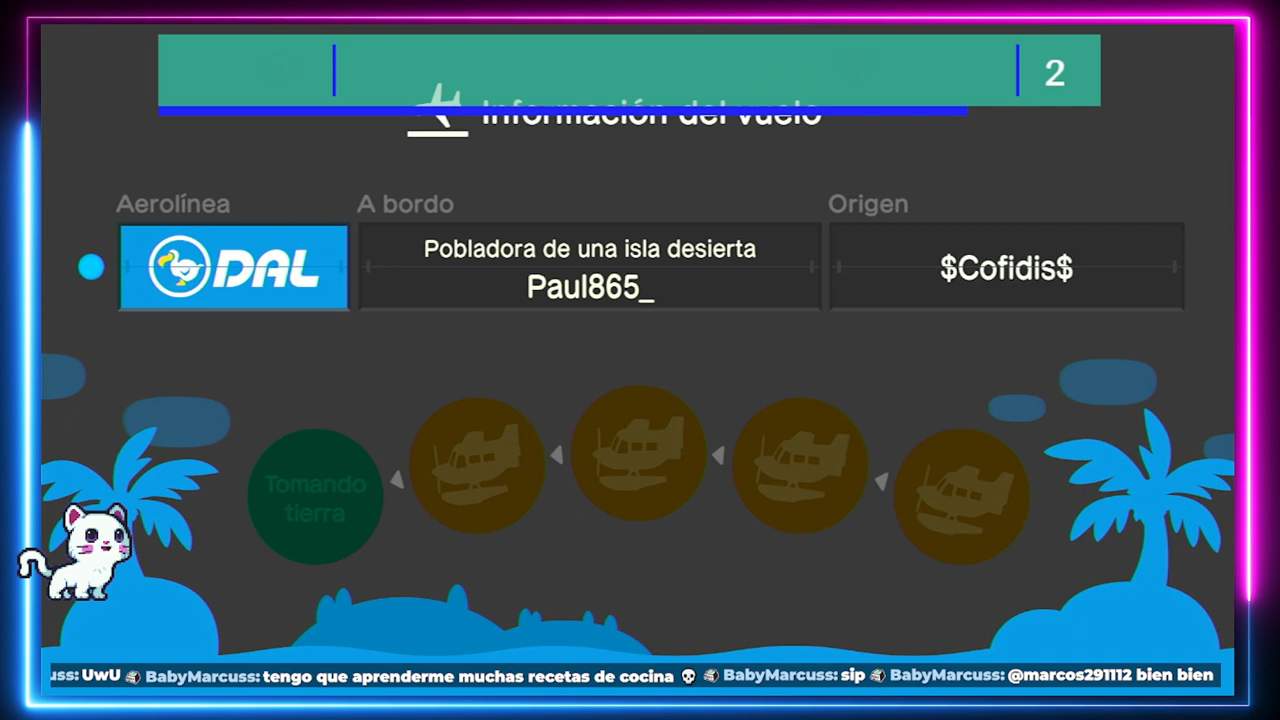 2
Información del vuelo
Aerolínea
A bordo
Origen
DAL
Pobladora de una isla desierta
Paul865_
$Cofidis$
Tomando
tierra
uss: UwU BabyMarcuss: tengo que aprenderme muchas recetas de cocina 💀 BabyMarcuss: sip BabyMarcuss: @marcos291112 bien bien